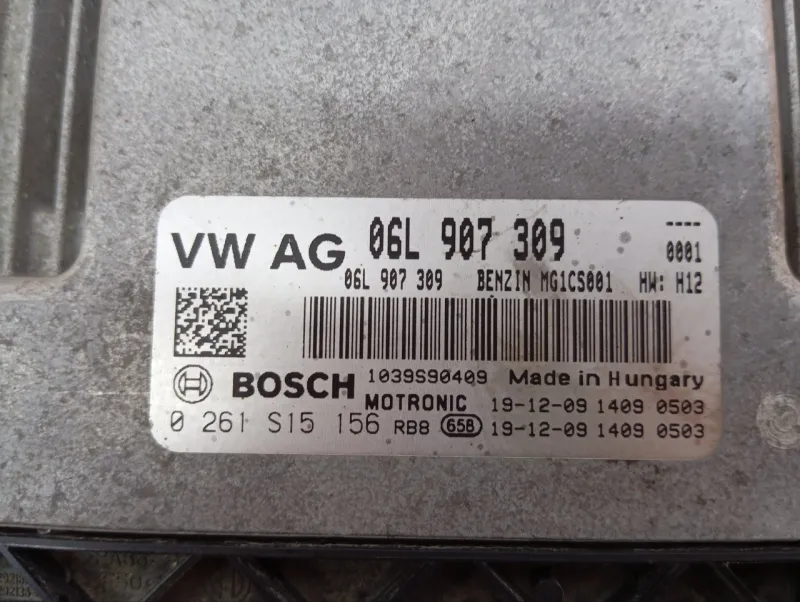 VW AG 06L 907 309 ----
0001
06L 907 309 BENZIN MG1CS001 HW: H12
BOSCH 1039S90409 Made in Hungary
MOTRONIC 19-12-09 1409 0503
0 261 S15 156 RB8 658 19-12-09 1409 0503